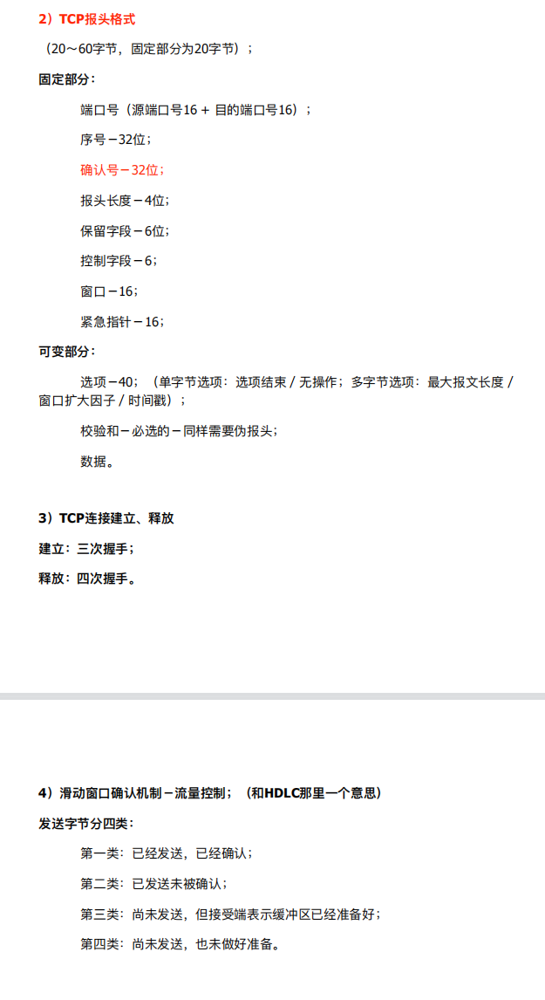 2）TCP报头格式
（20～60字节，固定部分为20字节）；
固定部分：
端口号（源端口号16 + 目的端口号16）；
序号－32位；
确认号－32位；
报头长度－4位；
保留字段－6位；
控制字段－6；
窗口－16；
紧急指针－16；
可变部分：
选项－40；（单字节选项：选项结束 / 无操作；多字节选项：最大报文长度 /
窗口扩大因子 / 时间戳）；
校验和－必选的－同样需要伪报头；
数据。
3）TCP连接建立、释放
建立：三次握手；
释放：四次握手。
4）滑动窗口确认机制－流量控制；（和HDLC那里一个意思）
发送字节分四类：
第一类：已经发送，已经确认；
第二类：已发送未被确认；
第三类：尚未发送，但接受端表示缓冲区已经准备好；
第四类：尚未发送，也未做好准备。